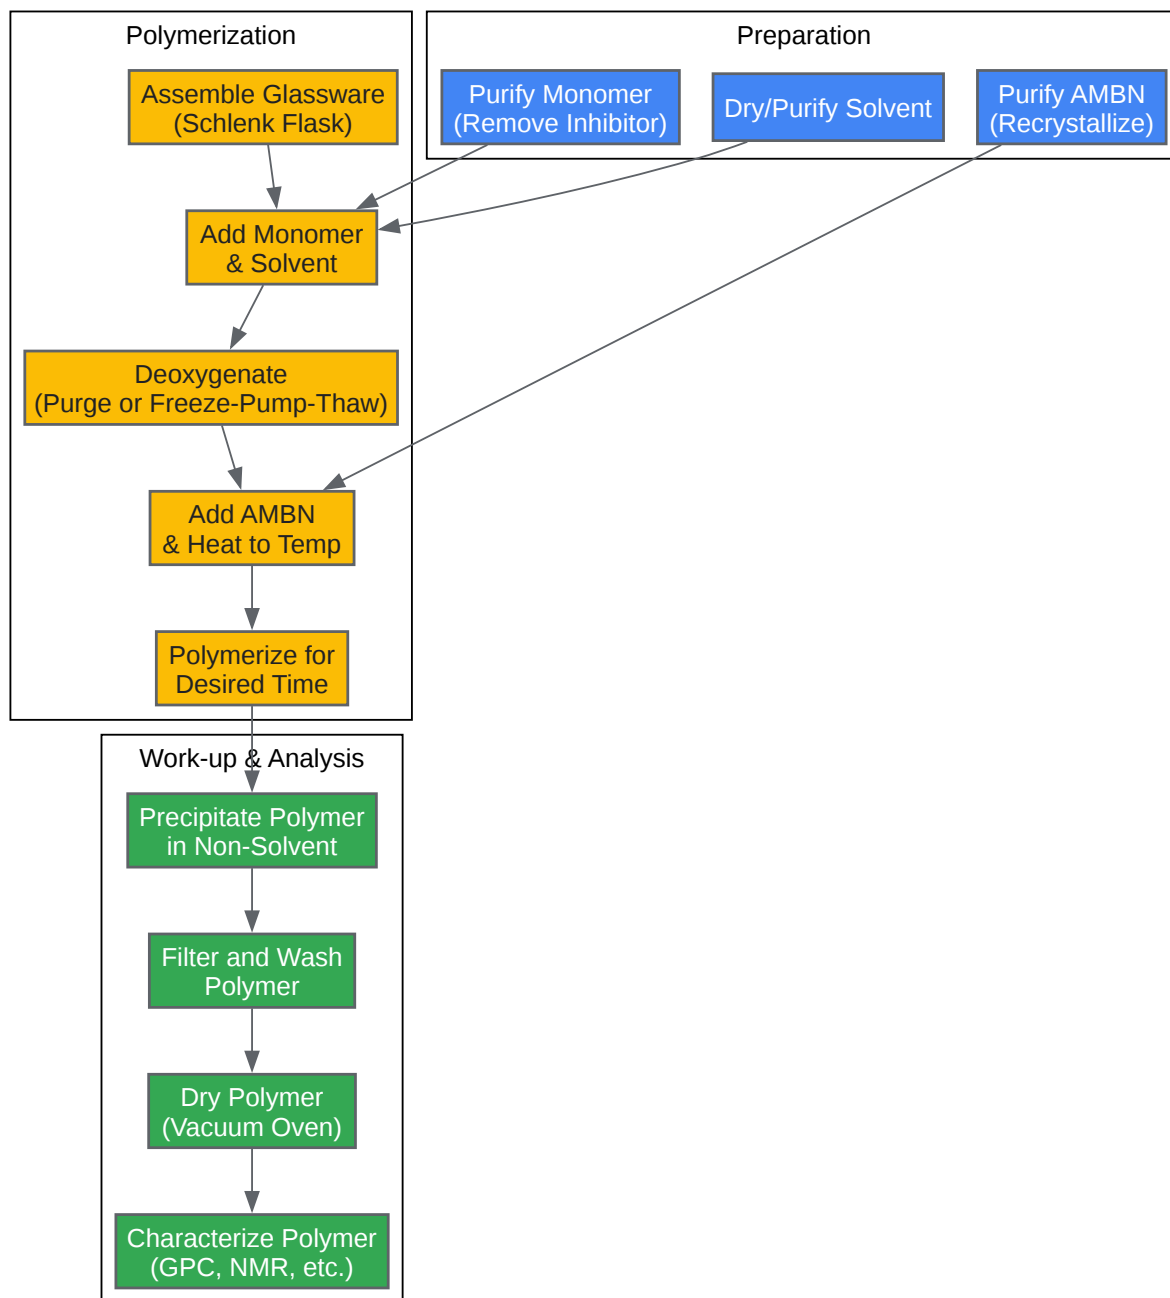 Polymerization
Preparation
Assemble Glassware
(Schlenk Flask)
Purify Monomer
(Remove Inhibitor)
Dry/Purify Solvent
Purify AMBN
(Recrystallize)
Add Monomer
& Solvent
Deoxygenate
(Purge or Freeze-Pump-Thaw)
Add AMBN
& Heat to Temp
Polymerize for
Desired Time
Work-up & Analysis
Precipitate Polymer
in Non-Solvent
Filter and Wash
Polymer
Dry Polymer
(Vacuum Oven)
Characterize Polymer
(GPC, NMR, etc.)